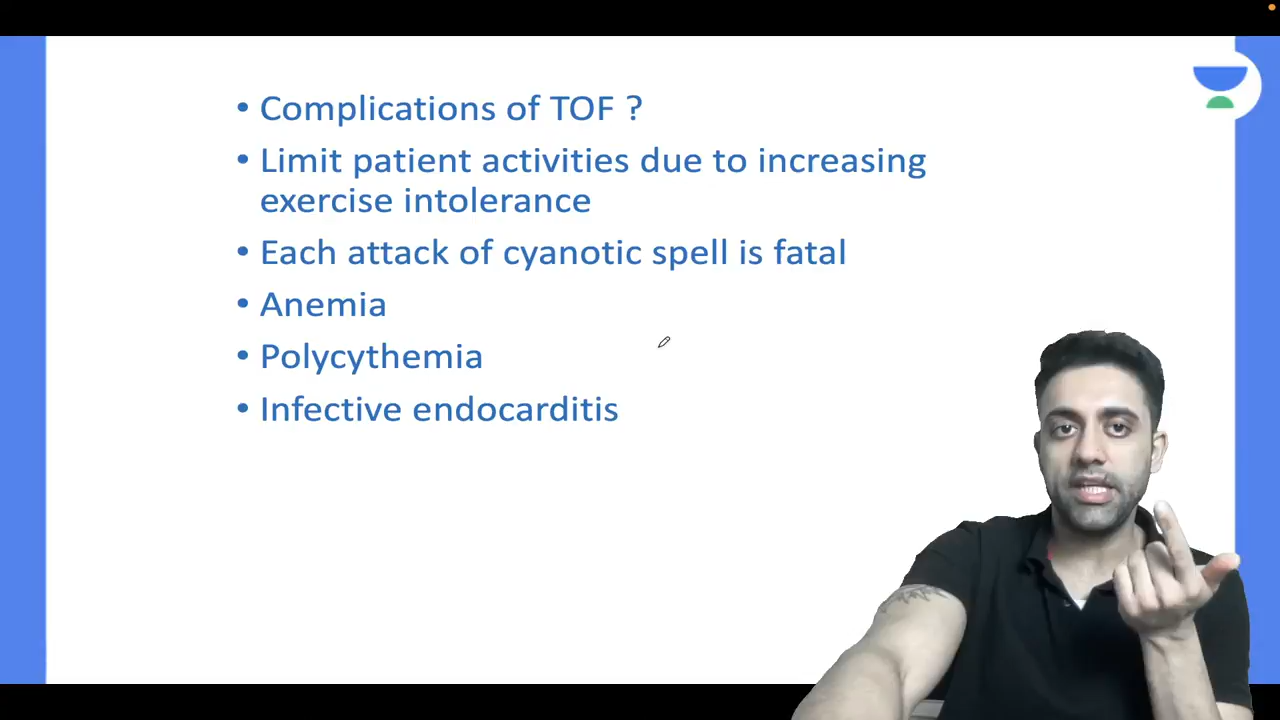 • Complications of TOF ?
• Limit patient activities due to increasing
exercise intolerance
• Each attack of cyanotic spell is fatal
• Anemia
• Polycythemia
• Infective endocarditis